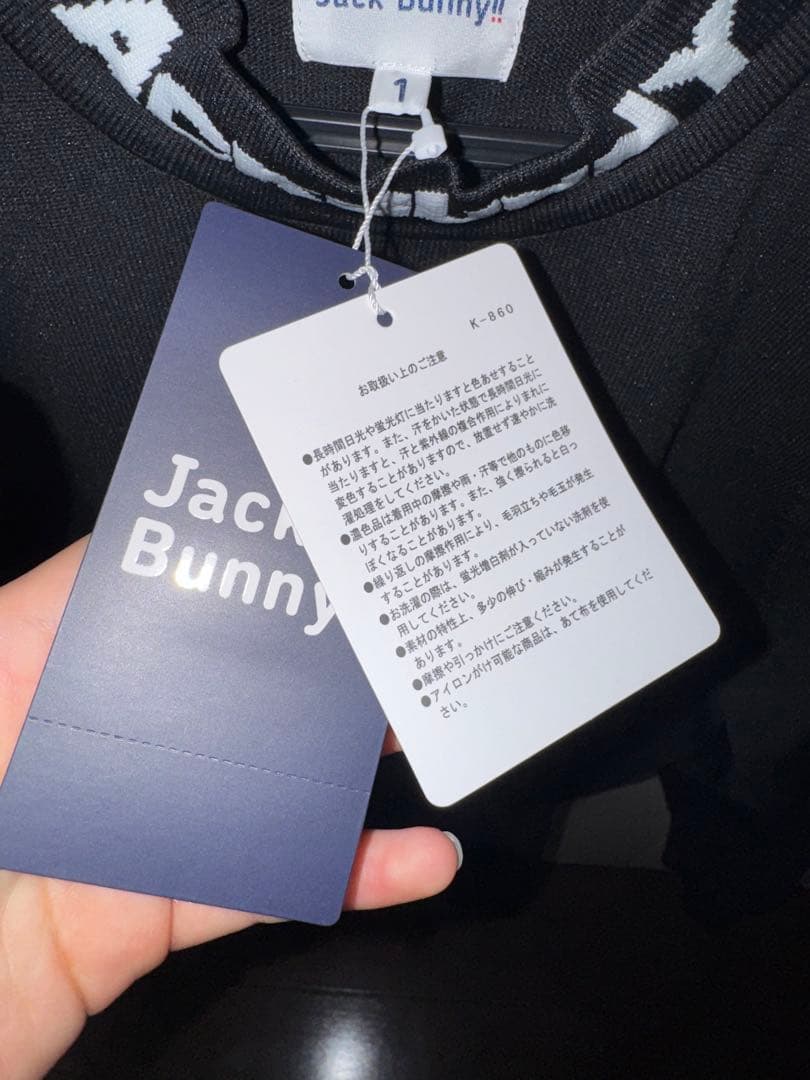 Jack Bunny!!
1
K-860
お取扱い上のご注意
●長時間日光や蛍光灯に当たりますと色あせすること
があります。また、汗をかいた状態で長時間日光に
当たりますと、汗と紫外線の複合作用によりまれに
変色することがありますので、放置せず速やかに洗
濯処理をしてください。
●濃色品は着用中の摩擦や雨・汗等で他のものに色移
りすることがあります。また、強く擦られると白っ
ぽくなることがあります。
●繰り返しの摩擦作用により、毛羽立ちや毛玉が発生
することがあります。
●お洗濯の際は、蛍光増白剤が入っていない洗剤を使
用してください。
●素材の特性上、多少の伸び・縮みが発生することが
あります。
●摩擦や引っかけにご注意ください。
●アイロンがけ可能な商品は、あて布を使用してくだ
さい。
Jack
Bunny